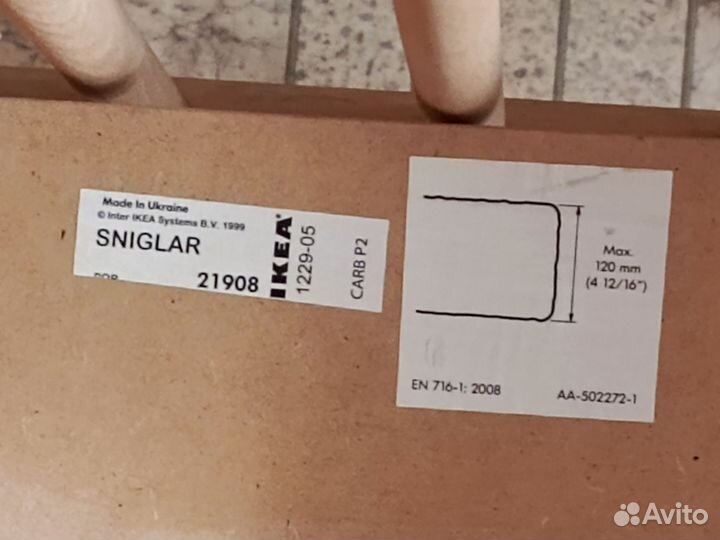 Made In Ukraine
© Inter IKEA Systems B.V. 1999
SNIGLAR
21908
IKEA
1229-05
CARB P2
Max.
120 mm
(4 12/16")
EN 716-1: 2008
AA-502272-1
Avito